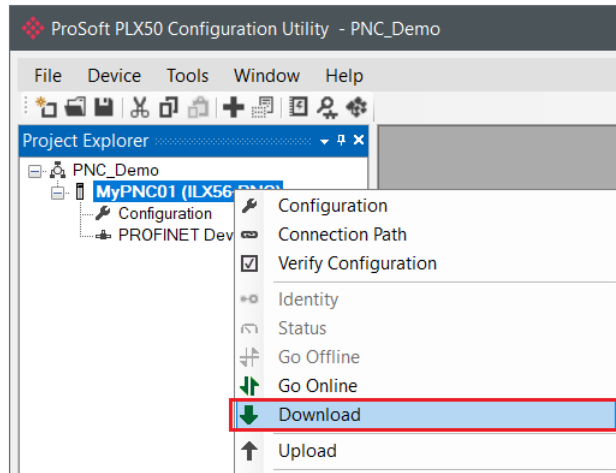 ProSoft PLX50 Configuration Utility - PNC_Demo
File Device Tools Window Help
Project Explorer
PNC_Demo
MyPNC01 (ILX56-PNC)
Configuration
PROFINET Dev
Configuration
Connection Path
Verify Configuration
Identity
Status
Go Offline
Go Online
Download
Upload